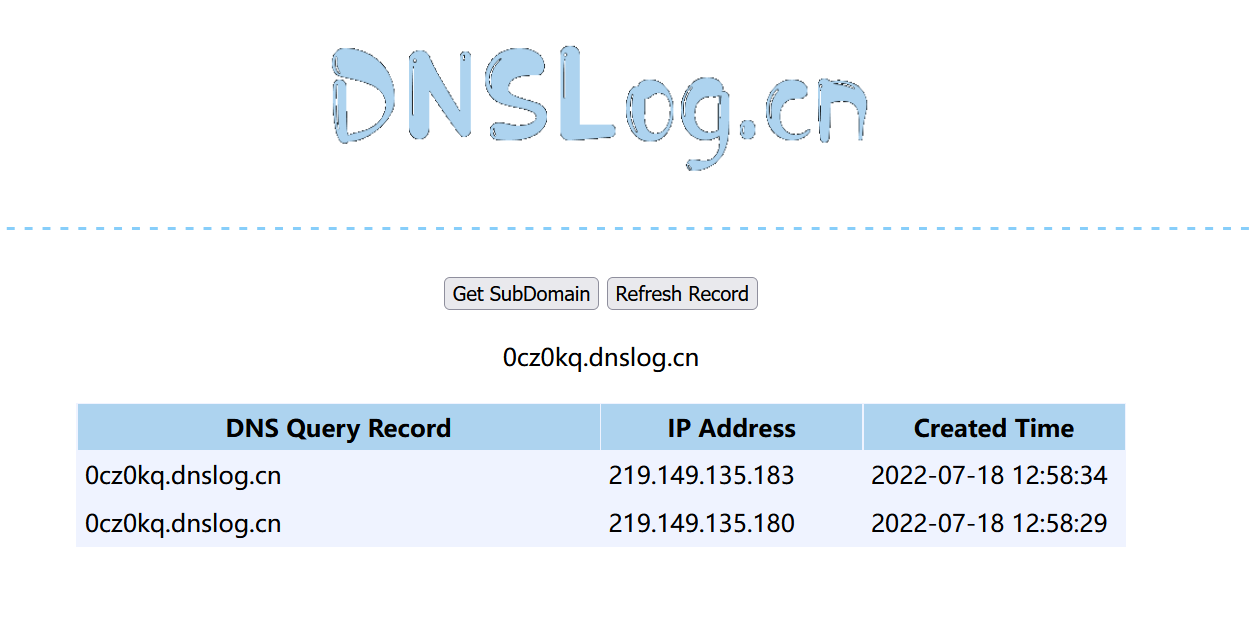 DNSLog.cn
Get SubDomain Refresh Record
0cz0kq.dnslog.cn
DNS Query Record IP Address Created Time
0cz0kq.dnslog.cn 219.149.135.183 2022-07-18 12:58:34
0cz0kq.dnslog.cn 219.149.135.180 2022-07-18 12:58:29